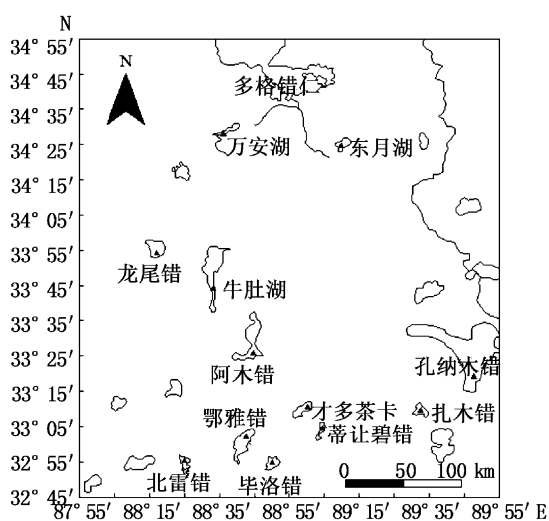 N
34° 55′
34° 45′
34° 35′
34° 25′
34° 15′
34° 05′
33° 55′
33° 45′
33° 35′
33° 25′
33° 15′
33° 05′
32° 55′
32° 45′
N
多格错仁
万安湖
东月湖
龙尾错
牛肚湖
阿木错
孔纳木错
才多茶卡
扎木错
鄂雅错
蒂让碧错
北雷错
毕洛错
0 50 100 km
87° 55′ 88° 15′ 88° 35′ 88° 55′ 89° 15′ 89° 35′ 89° 55′ E